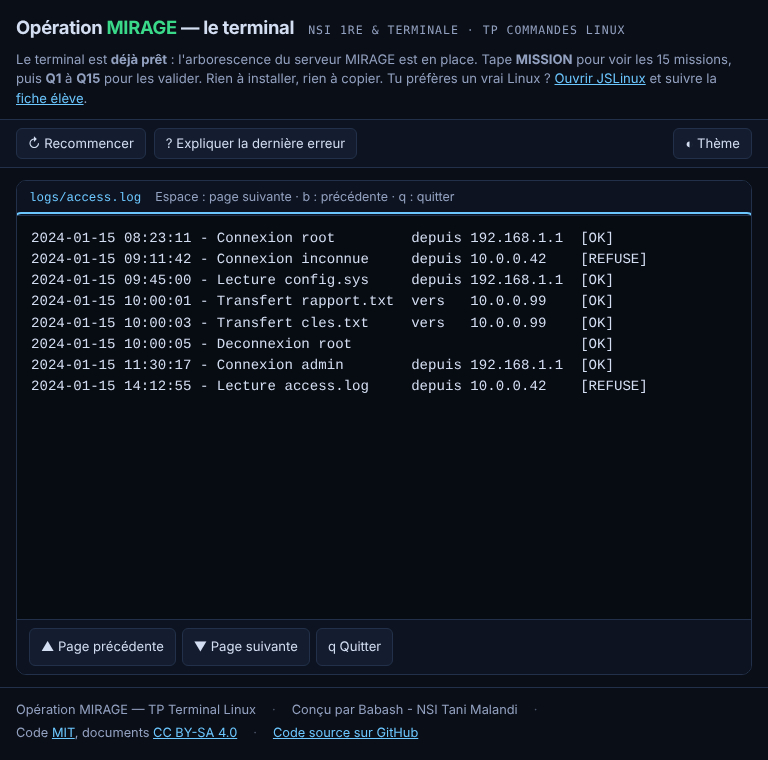 Opération MIRAGE — le terminal NSI 1RE & TERMINALE · TP COMMANDES LINUX
Le terminal est déjà prêt : l'arborescence du serveur MIRAGE est en place. Tape MISSION pour voir les 15 missions,
puis Q1 à Q15 pour les valider. Rien à installer, rien à copier. Tu préfères un vrai Linux ? Ouvrir JSLinux et suivre la
fiche élève.
↻ Recommencer ? Expliquer la dernière erreur ◖ Thème
logs/access.log Espace : page suivante · b : précédente · q : quitter
2024-01-15 08:23:11 - Connexion root         depuis 192.168.1.1  [OK]
2024-01-15 09:11:42 - Connexion inconnue     depuis 10.0.0.42    [REFUSE]
2024-01-15 09:45:00 - Lecture config.sys     depuis 192.168.1.1  [OK]
2024-01-15 10:00:01 - Transfert rapport.txt  vers   10.0.0.99    [OK]
2024-01-15 10:00:03 - Transfert cles.txt     vers   10.0.0.99    [OK]
2024-01-15 10:00:05 - Deconnexion root                           [OK]
2024-01-15 11:30:17 - Connexion admin        depuis 192.168.1.1  [OK]
2024-01-15 14:12:55 - Lecture access.log     depuis 10.0.0.42    [REFUSE]
▲ Page précédente ▼ Page suivante q Quitter
Opération MIRAGE — TP Terminal Linux · Conçu par Babash - NSI Tani Malandi ·
Code MIT, documents CC BY-SA 4.0 · Code source sur GitHub